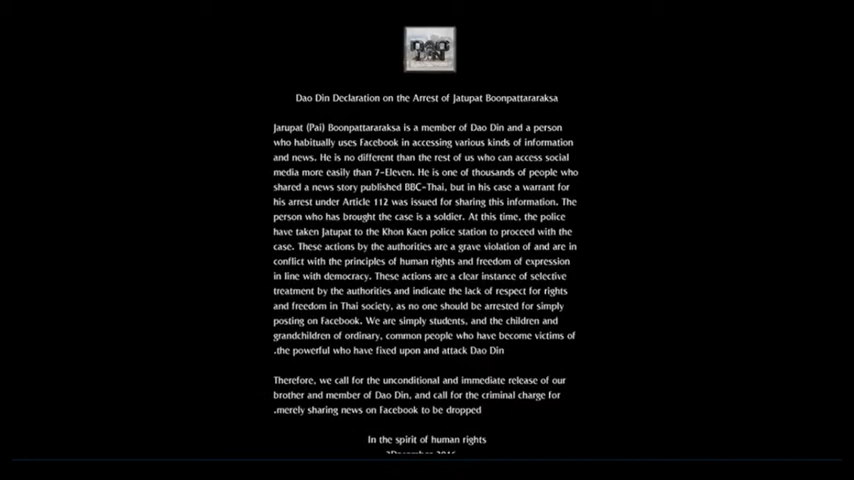 DAO DIN
Dao Din Declaration on the Arrest of Jatupat Boonpattararaksa
Jarupat (Pai) Boonpattararaksa is a member of Dao Din and a person
who habitually uses Facebook in accessing various kinds of information
and news. He is no different than the rest of us who can access social
media more easily than 7-Eleven. He is one of thousands of people who
shared a news story published BBC-Thai, but in his case a warrant for
his arrest under Article 112 was issued for sharing this information. The
person who has brought the case is a soldier. At this time, the police
have taken Jatupat to the Khon Kaen police station to proceed with the
case. These actions by the authorities are a grave violation of and are in
conflict with the principles of human rights and freedom of expression
in line with democracy. These actions are a clear instance of selective
treatment by the authorities and indicate the lack of respect for rights
and freedom in Thai society, as no one should be arrested for simply
posting on Facebook. We are simply students, and the children and
grandchildren of ordinary, common people who have become victims of
.the powerful who have fixed upon and attack Dao Din
Therefore, we call for the unconditional and immediate release of our
brother and member of Dao Din, and call for the criminal charge for
.merely sharing news on Facebook to be dropped
In the spirit of human rights